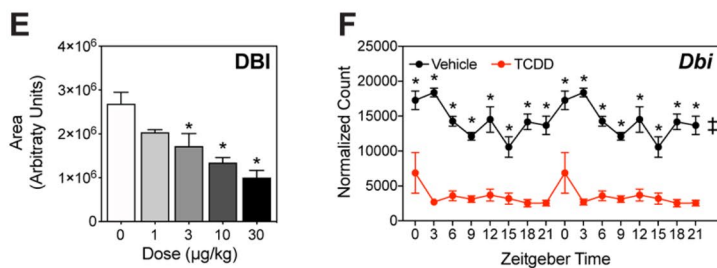 E
DBI
4×10⁶
3×10⁶
2×10⁶
1×10⁶
0
Area
(Arbitraty Units)
* * *
0 1 3 10 30
Dose (μg/kg)
F
Dbi
Vehicle TCDD
25000
20000
15000
10000
5000
0
Normalized Count
* * * * * * * * * * * * * * * *
‡
0 3 6 9 12 15 18 21 0 3 6 9 12 15 18 21
Zeitgeber Time